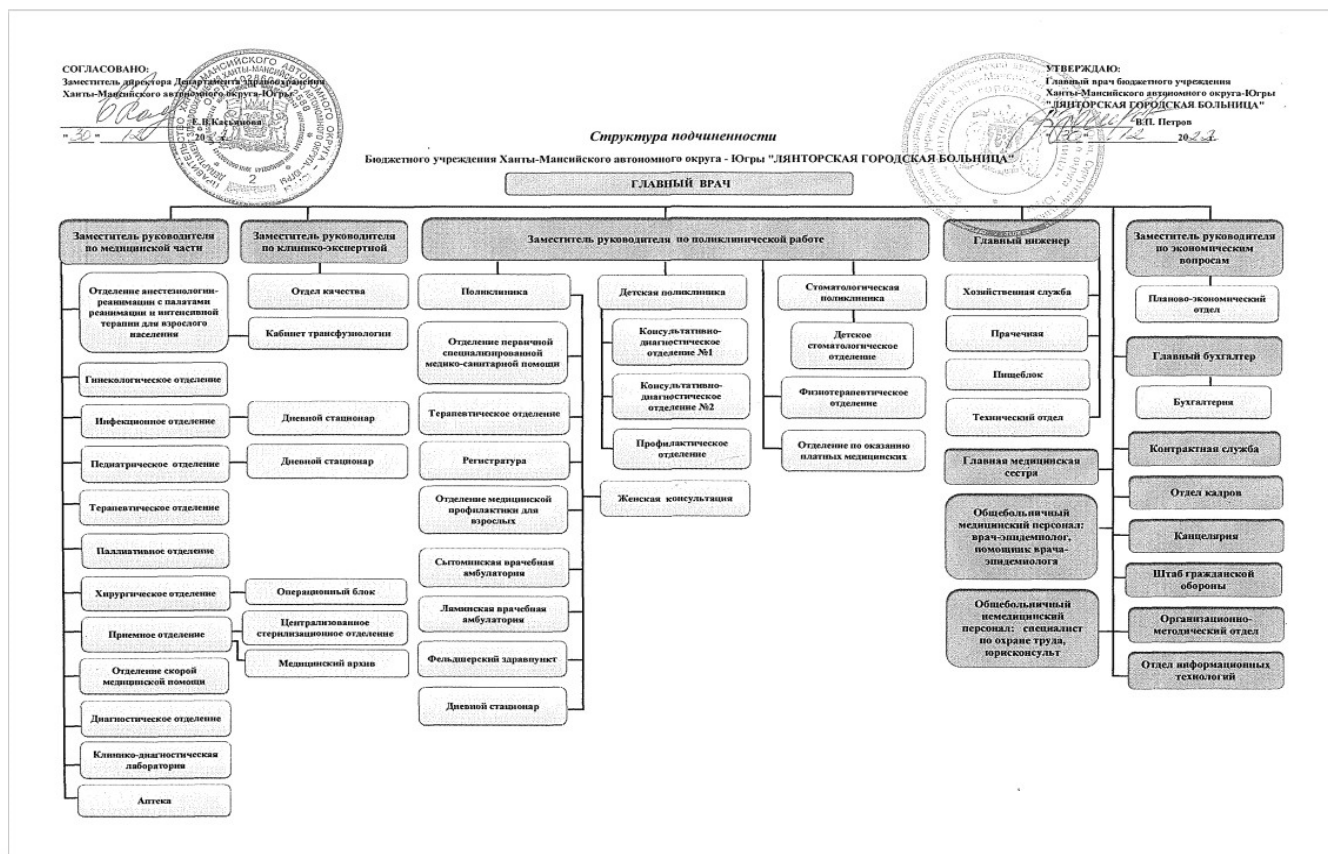 СОГЛАСОВАНО:
Заместитель директора Департамента здравоохранения
Ханты-Мансийского автономного округа-Югры
Е.В.Касьянова
"30" 12 20
УТВЕРЖДАЮ:
Главный врач бюджетного учреждения
Ханты-Мансийского автономного округа-Югры
"ЛЯНТОРСКАЯ ГОРОДСКАЯ БОЛЬНИЦА"
В.П. Петров
12 2022
Структура подчиненности
Бюджетного учреждения Ханты-Мансийского автономного округа - Югры "ЛЯНТОРСКАЯ ГОРОДСКАЯ БОЛЬНИЦА"
ГЛАВНЫЙ ВРАЧ
Заместитель руководителя
по медицинской части
Отделение анестезиологии-
реанимации с палатами
реанимации и интенсивной
терапии для взрослого
населения
Гинекологическое отделение
Инфекционное отделение
Педиатрическое отделение
Терапевтическое отделение
Паллиативное отделение
Хирургическое отделение
Приемное отделение
Отделение скорой
медицинской помощи
Диагностическое отделение
Клинико-диагностическая
лаборатория
Аптека
Заместитель руководителя
по клинико-экспертной
Отдел качества
Кабинет трансфузиологии
Дневной стационар
Дневной стационар
Операционный блок
Централизованное
стерилизационное отделение
Медицинский архив
Заместитель руководителя по поликлинической работе
Поликлиника
Отделение первичной
специализированной
медико-санитарной помощи
Терапевтическое отделение
Регистратура
Отделение медицинской
профилактики для
взрослых
Сытоминская врачебная
амбулатория
Ляминская врачебная
амбулатория
Фельдшерский здравпункт
Дневной стационар
Детская поликлиника
Консультативно-
диагностическое
отделение №1
Консультативно-
диагностическое
отделение №2
Профилактическое
отделение
Женская консультация
Стоматологическая
поликлиника
Детское
стоматологическое
отделение
Физиотерапевтическое
отделение
Отделение по оказанию
платных медицинских
Главный инженер
Хозяйственная служба
Прачечная
Пищеблок
Технический отдел
Главная медицинская
сестра
Общебольничный
медицинский персонал:
врач-эпидемиолог,
помощник врача-
эпидемиолога
Общебольничный
немедицинский
персонал: специалист
по охране труда,
юрисконсульт
Заместитель руководителя
по экономическим
вопросам
Планово-экономический
отдел
Главный бухгалтер
Бухгалтерия
Контрактная служба
Отдел кадров
Канцелярия
Штаб гражданской
обороны
Организационно-
методический отдел
Отдел информационных
технологий